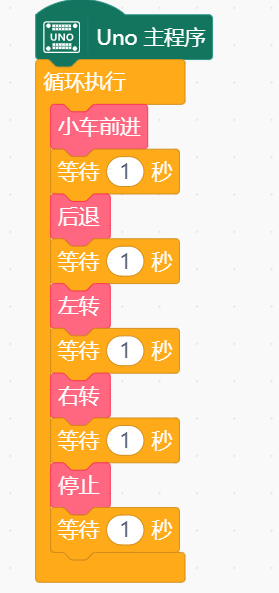 UNO Uno 主程序
循环执行
小车前进
等待 1 秒
后退
等待 1 秒
左转
等待 1 秒
右转
等待 1 秒
停止
等待 1 秒